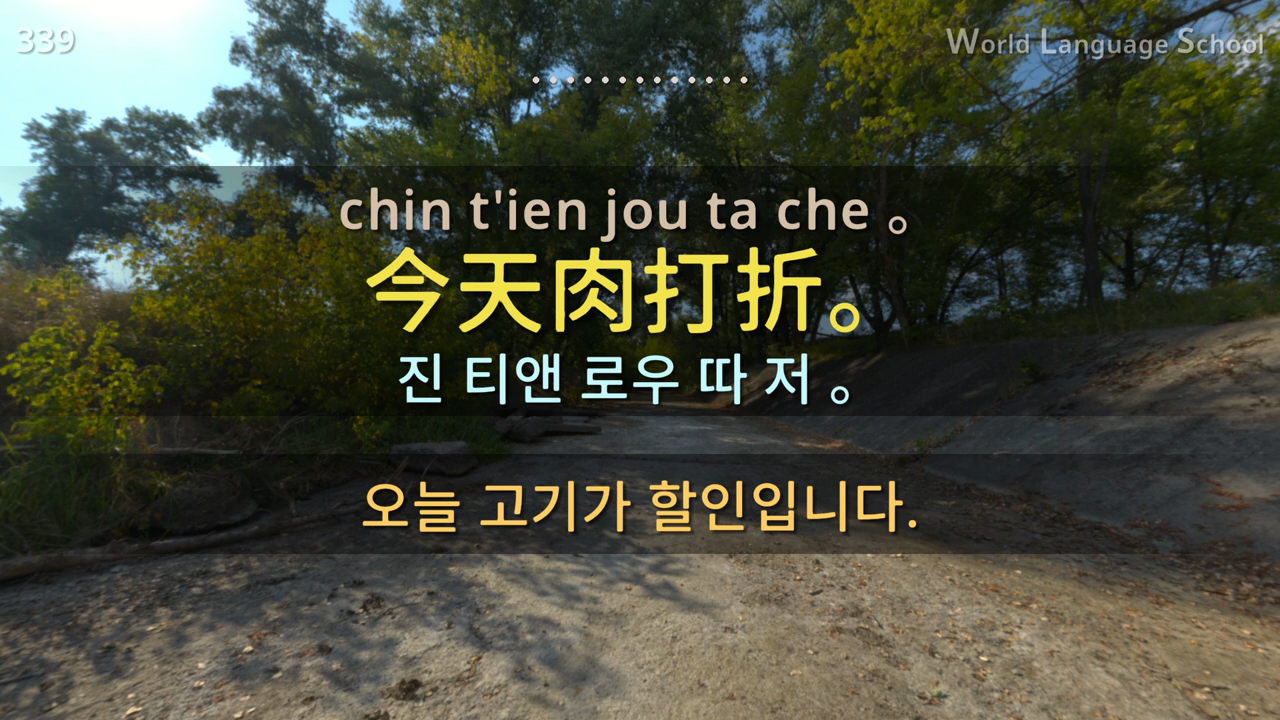 339
World Language School
chin t'ien jou ta che 。
今天肉打折。
진 티앤 로우 따 저 。
오늘 고기가 할인입니다.